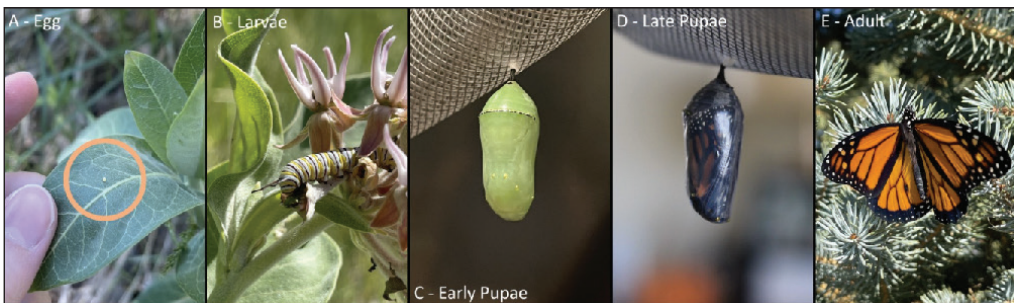 A - Egg
B - Larvae
C - Early Pupae
D - Late Pupae
E - Adult